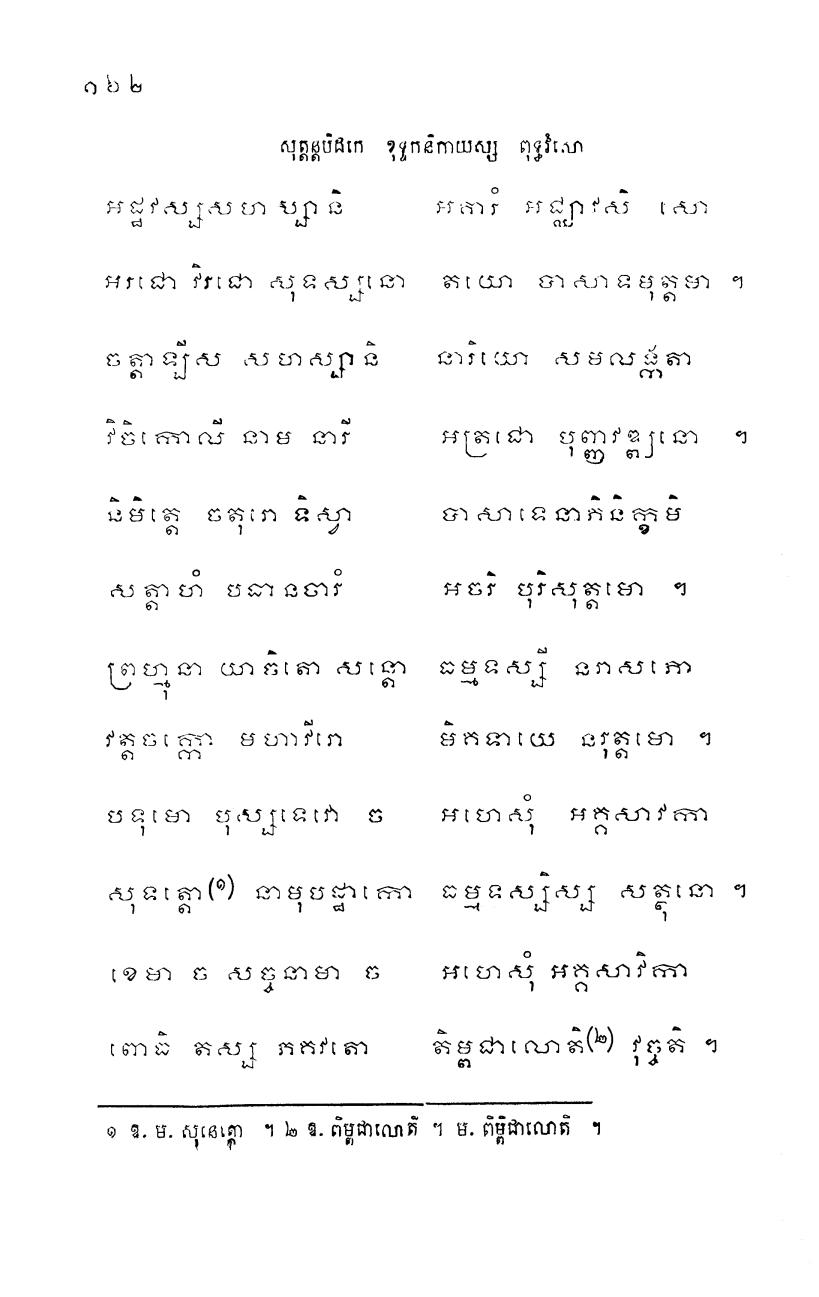 ១៦២
សុត្តន្តបិដកេ ខុទ្ទកនិកាយស្ស ពុទ្ធវំសោ
អដ្ឋវស្សសហស្សានិ អគារំ អជ្ឈាវសិ សោ
អរជោ វិរជោ សុទស្សនោ តយោ បាសាទមុត្តមា ។
ចត្តាឡីស សហស្សានិ នារិយោ សមលង្កតា
វិចិកោលី នាម នារី អត្រជោ បុញ្ញវឌ្ឍនោ ។
និមិត្តេ ចតុរោ ទិស្វា បាសាទេនាភិនិក្ខមិ
សត្តាហំ បធានចារំ អចរិ បុរិសុត្តមោ ។
ព្រហ្មុនា យាចិតោ សន្តោ ធម្មទស្សី នរាសភោ
វត្តចក្កោ មហាវីរោ មិគទាយេ នរុត្តមោ ។
បទុមោ បុស្សទេវោ ច អហេសុំ អគ្គសាវកា
សុទត្តោ(១) នាមុបដ្ឋាកោ ធម្មទស្សិស្ស សត្ថុនោ ។
ខេមា ច សច្ចនាមា ច អហេសុំ អគ្គសាវិកា
ពោធិ តស្ស ភគវតោ តិម្ពជាលោតិ(២) វុច្ចតិ ។
១ ឱ. ម. សុនេត្តោ ។ ២ ឱ. ពិម្ពជាលោតិ ។ ម. ពិម្ពិជាលោតិ ។